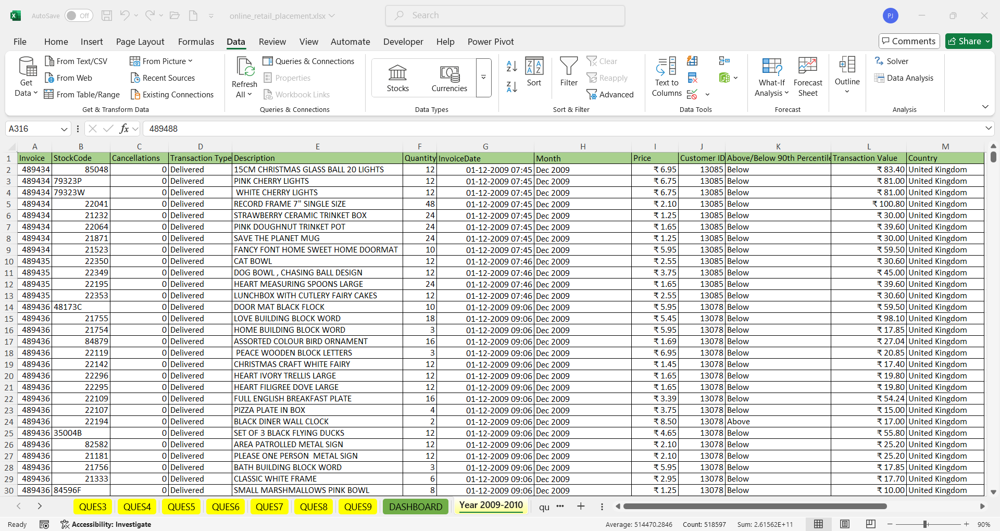 AutoSave Off online_retail_placement.xlsx Search PJ
File Home Insert Page Layout Formulas Data Review View Automate Developer Help Power Pivot Comments Share
Get Data
From Text/CSV
From Web
From Table/Range
From Picture
Recent Sources
Existing Connections
Get & Transform Data
Refresh All
Queries & Connections
Properties
Workbook Links
Queries & Connections
Stocks Currencies
Data Types
Sort
Filter
Clear
Reapply
Advanced
Sort & Filter
Text to Columns
Data Tools
What-If Analysis
Forecast Sheet
Forecast
Outline
Solver
Data Analysis
Analysis
A316 fx 489488
A B C D E F G H I J K L M
1 Invoice StockCode Cancellations Transaction Type Description Quantity InvoiceDate Month Price Customer ID Above/Below 90th Percentile Transaction Value Country
2 489434 85048 0 Delivered 15CM CHRISTMAS GLASS BALL 20 LIGHTS 12 01-12-2009 07:45 Dec 2009 ₹ 6.95 13085 Below ₹ 83.40 United Kingdom
3 489434 79323P 0 Delivered PINK CHERRY LIGHTS 12 01-12-2009 07:45 Dec 2009 ₹ 6.75 13085 Below ₹ 81.00 United Kingdom
4 489434 79323W 0 Delivered WHITE CHERRY LIGHTS 12 01-12-2009 07:45 Dec 2009 ₹ 6.75 13085 Below ₹ 81.00 United Kingdom
5 489434 22041 0 Delivered RECORD FRAME 7" SINGLE SIZE 48 01-12-2009 07:45 Dec 2009 ₹ 2.10 13085 Below ₹ 100.80 United Kingdom
6 489434 21232 0 Delivered STRAWBERRY CERAMIC TRINKET BOX 24 01-12-2009 07:45 Dec 2009 ₹ 1.25 13085 Below ₹ 30.00 United Kingdom
7 489434 22064 0 Delivered PINK DOUGHNUT TRINKET POT 24 01-12-2009 07:45 Dec 2009 ₹ 1.65 13085 Below ₹ 39.60 United Kingdom
8 489434 21871 0 Delivered SAVE THE PLANET MUG 24 01-12-2009 07:45 Dec 2009 ₹ 1.25 13085 Below ₹ 30.00 United Kingdom
9 489434 21523 0 Delivered FANCY FONT HOME SWEET HOME DOORMAT 10 01-12-2009 07:45 Dec 2009 ₹ 5.95 13085 Below ₹ 59.50 United Kingdom
10 489435 22350 0 Delivered CAT BOWL 12 01-12-2009 07:46 Dec 2009 ₹ 2.55 13085 Below ₹ 30.60 United Kingdom
11 489435 22349 0 Delivered DOG BOWL , CHASING BALL DESIGN 12 01-12-2009 07:46 Dec 2009 ₹ 3.75 13085 Below ₹ 45.00 United Kingdom
12 489435 22195 0 Delivered HEART MEASURING SPOONS LARGE 24 01-12-2009 07:46 Dec 2009 ₹ 1.65 13085 Below ₹ 39.60 United Kingdom
13 489435 22353 0 Delivered LUNCHBOX WITH CUTLERY FAIRY CAKES 12 01-12-2009 07:46 Dec 2009 ₹ 2.55 13085 Below ₹ 30.60 United Kingdom
14 489436 48173C 0 Delivered DOOR MAT BLACK FLOCK 10 01-12-2009 09:06 Dec 2009 ₹ 5.95 13078 Below ₹ 59.50 United Kingdom
15 489436 21755 0 Delivered LOVE BUILDING BLOCK WORD 18 01-12-2009 09:06 Dec 2009 ₹ 5.45 13078 Below ₹ 98.10 United Kingdom
16 489436 21754 0 Delivered HOME BUILDING BLOCK WORD 3 01-12-2009 09:06 Dec 2009 ₹ 5.95 13078 Below ₹ 17.85 United Kingdom
17 489436 84879 0 Delivered ASSORTED COLOUR BIRD ORNAMENT 16 01-12-2009 09:06 Dec 2009 ₹ 1.69 13078 Below ₹ 27.04 United Kingdom
18 489436 22119 0 Delivered PEACE WOODEN BLOCK LETTERS 3 01-12-2009 09:06 Dec 2009 ₹ 6.95 13078 Below ₹ 20.85 United Kingdom
19 489436 22142 0 Delivered CHRISTMAS CRAFT WHITE FAIRY 12 01-12-2009 09:06 Dec 2009 ₹ 1.45 13078 Below ₹ 17.40 United Kingdom
20 489436 22296 0 Delivered HEART IVORY TRELLIS LARGE 12 01-12-2009 09:06 Dec 2009 ₹ 1.65 13078 Below ₹ 19.80 United Kingdom
21 489436 22295 0 Delivered HEART FILIGREE DOVE LARGE 12 01-12-2009 09:06 Dec 2009 ₹ 1.65 13078 Below ₹ 19.80 United Kingdom
22 489436 22109 0 Delivered FULL ENGLISH BREAKFAST PLATE 16 01-12-2009 09:06 Dec 2009 ₹ 3.39 13078 Below ₹ 54.24 United Kingdom
23 489436 22107 0 Delivered PIZZA PLATE IN BOX 4 01-12-2009 09:06 Dec 2009 ₹ 3.75 13078 Below ₹ 15.00 United Kingdom
24 489436 22194 0 Delivered BLACK DINER WALL CLOCK 2 01-12-2009 09:06 Dec 2009 ₹ 8.50 13078 Above ₹ 17.00 United Kingdom
25 489436 35004B 0 Delivered SET OF 3 BLACK FLYING DUCKS 12 01-12-2009 09:06 Dec 2009 ₹ 4.65 13078 Below ₹ 55.80 United Kingdom
26 489436 82582 0 Delivered AREA PATROLLED METAL SIGN 12 01-12-2009 09:06 Dec 2009 ₹ 2.10 13078 Below ₹ 25.20 United Kingdom
27 489436 21181 0 Delivered PLEASE ONE PERSON  METAL SIGN 12 01-12-2009 09:06 Dec 2009 ₹ 2.10 13078 Below ₹ 25.20 United Kingdom
28 489436 21756 0 Delivered BATH BUILDING BLOCK WORD 3 01-12-2009 09:06 Dec 2009 ₹ 5.95 13078 Below ₹ 17.85 United Kingdom
29 489436 21333 0 Delivered CLASSIC WHITE FRAME 6 01-12-2009 09:06 Dec 2009 ₹ 2.95 13078 Below ₹ 17.70 United Kingdom
30 489436 84596F 0 Delivered SMALL MARSHMALLOWS PINK BOWL 8 01-12-2009 09:06 Dec 2009 ₹ 1.25 13078 Below ₹ 10.00 United Kingdom
QUES3 QUES4 QUES5 QUES6 QUES7 QUES8 QUES9 DASHBOARD Year 2009-2010 qu
Ready Accessibility: Investigate Average: 514470.2846 Count: 518597 Sum: 2.61562E+11 90%